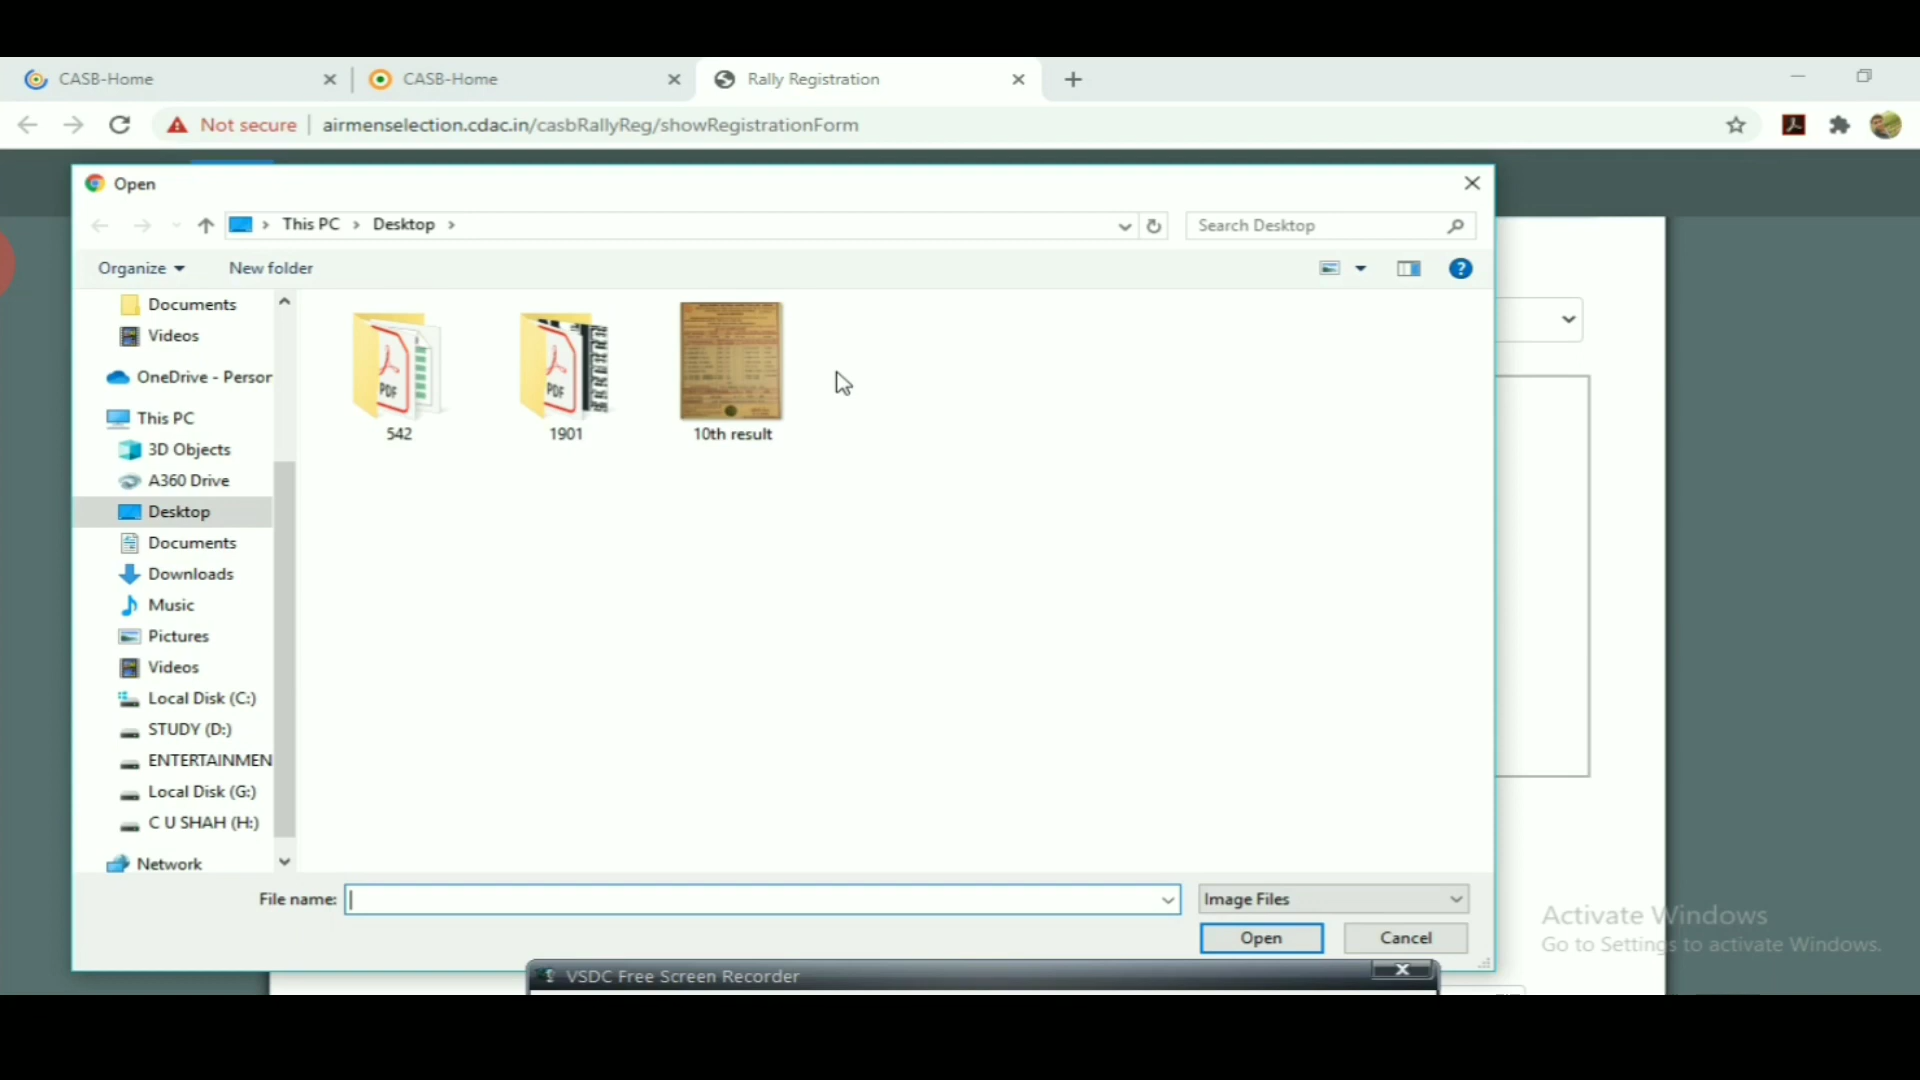 CASB-Home
CASB-Home
Rally Registration
Not secure
airmenselection.cdac.in/casbRallyReg/showRegistrationForm
Open
This PC > Desktop >
Search Desktop
Organize
New folder
Documents
Videos
OneDrive - Person
This PC
3D Objects
A360 Drive
Desktop
Documents
Downloads
Music
Pictures
Videos
Local Disk (C:)
STUDY (D:)
ENTERTAINMEN
Local Disk (G:)
C U SHAH (H:)
Network
PDF
542
PDF
1901
10th result
File name:
Image Files
Open
Cancel
Activate Windows
Go to Settings to activate Windows.
VSDC Free Screen Recorder